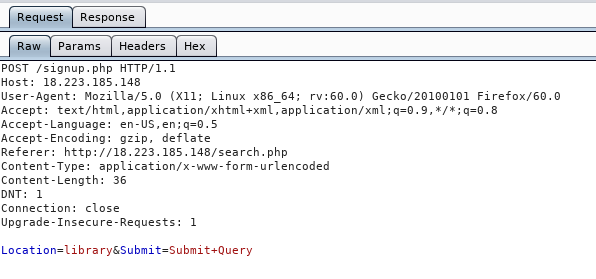 Request Response
Raw Params Headers Hex
POST /signup.php HTTP/1.1
Host: 18.223.185.148
User-Agent: Mozilla/5.0 (X11; Linux x86_64; rv:60.0) Gecko/20100101 Firefox/60.0
Accept: text/html,application/xhtml+xml,application/xml;q=0.9,*/*;q=0.8
Accept-Language: en-US,en;q=0.5
Accept-Encoding: gzip, deflate
Referer: http://18.223.185.148/search.php
Content-Type: application/x-www-form-urlencoded
Content-Length: 36
DNT: 1
Connection: close
Upgrade-Insecure-Requests: 1
Location=library&Submit=Submit+Query